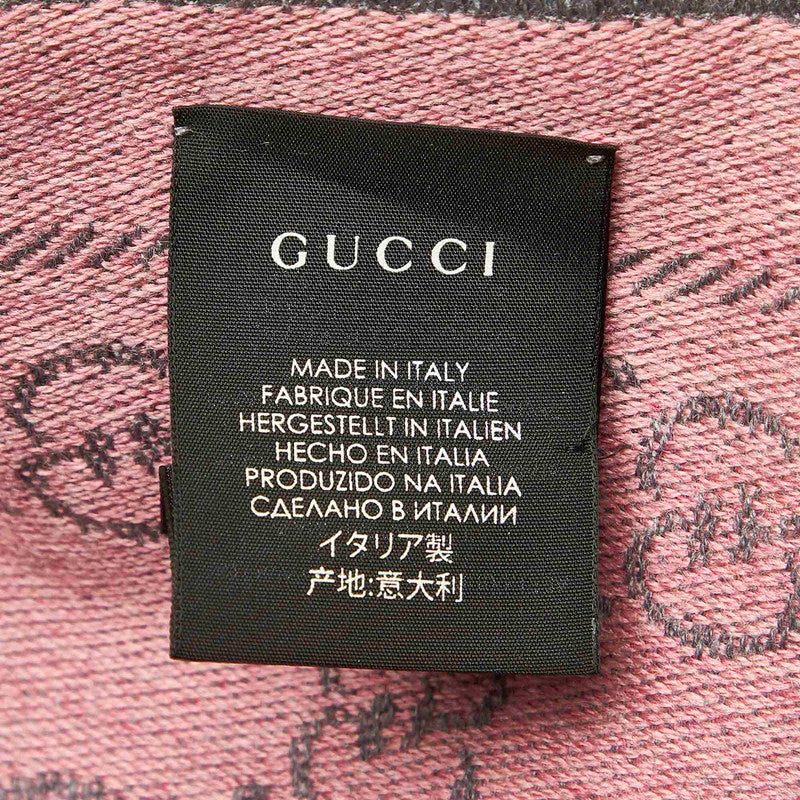 GUCCI
MADE IN ITALY
FABRIQUE EN ITALIE
HERGESTELLT IN ITALIEN
HECHO EN ITALIA
PRODUZIDO NA ITALIA
СДЕЛАНО В ИТАЛИИ
イタリア製
产地:意大利